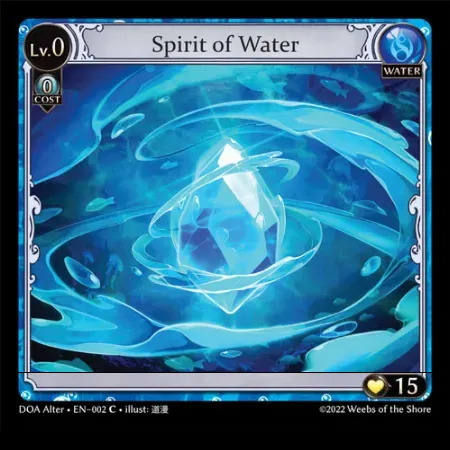 Lv.0
Spirit of Water
WATER
0
COST
15
DOA Alter • EN-002 C • illust: 道漫
©2022 Weebs of the Shore